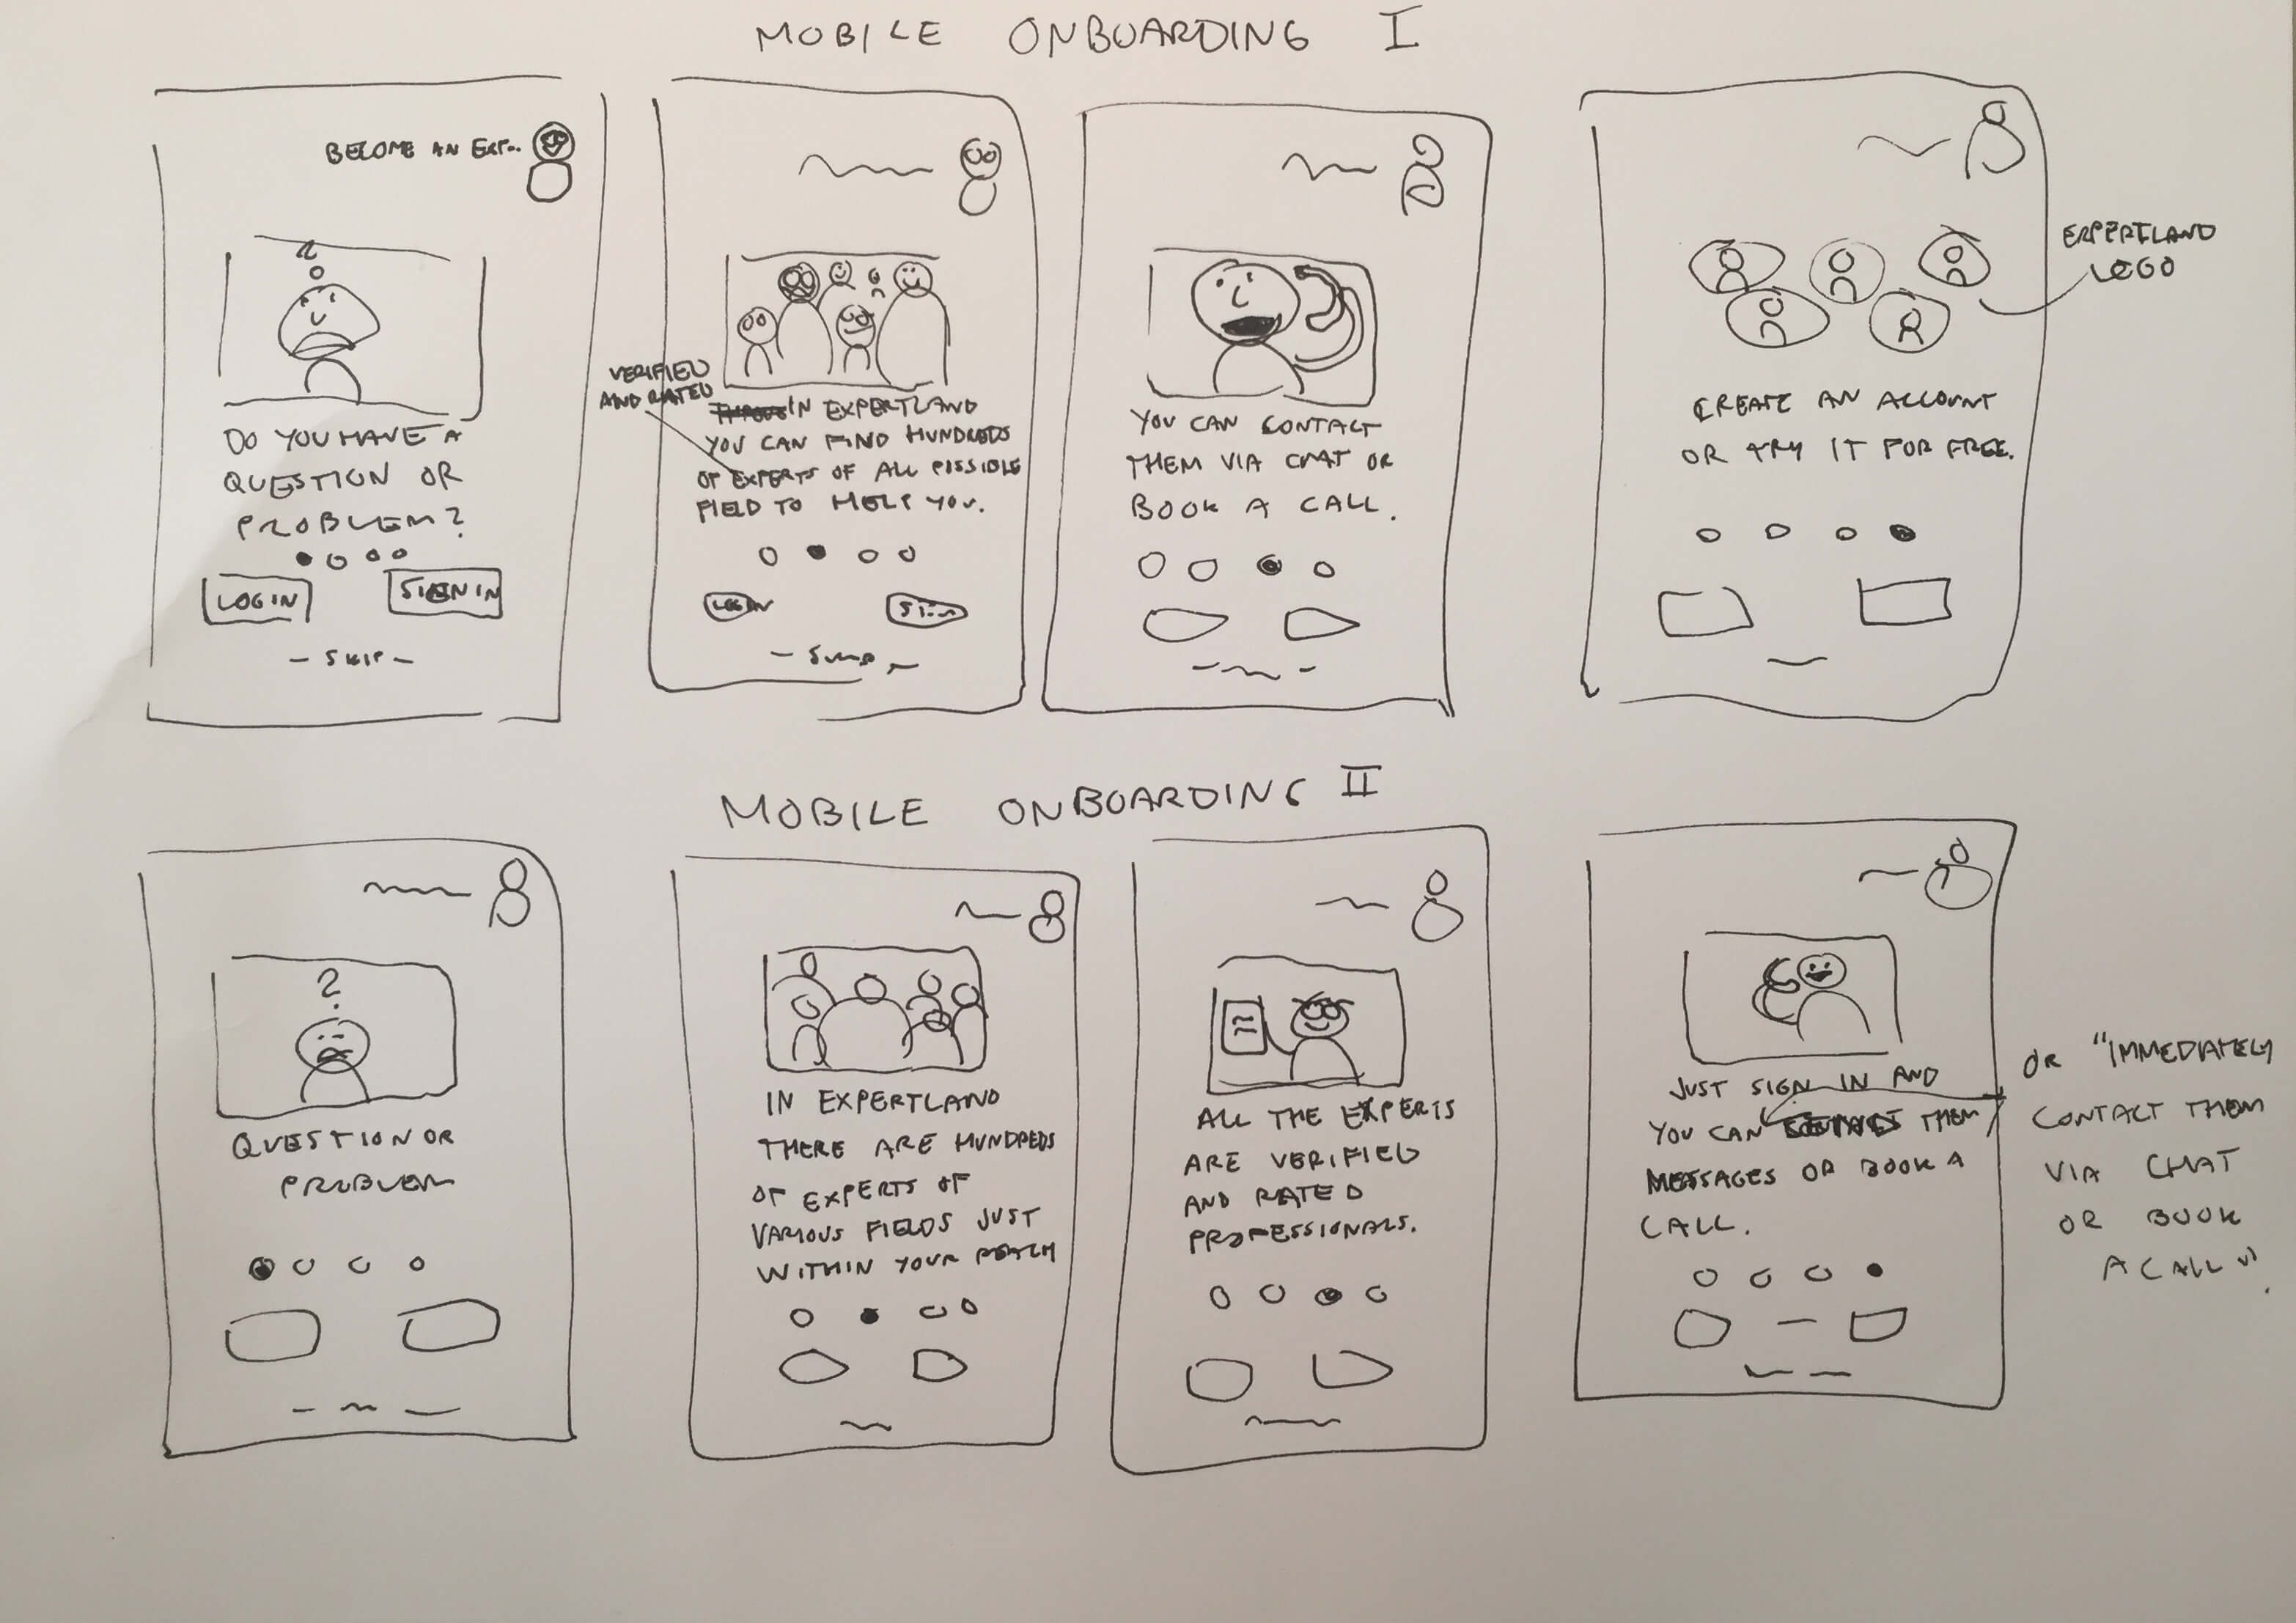 MOBILE ONBOARDING I
BECOME AN EXP..
?
DO YOU HAVE A
QUESTION OR
PROBLEM?
LOGIN
SIGN IN
- SKIP -
VERIFIED
AND RATED
IN EXPERTLAND
YOU CAN FIND HUNDREDS
OF EXPERTS OF ALL POSSIBLE
FIELD TO HELP YOU.
LOGIN
YOU CAN CONTACT
THEM VIA CHAT OR
BOOK A CALL.
EXPERTLAND
LOGO
CREATE AN ACCOUNT
OR TRY IT FOR FREE.
MOBILE ONBOARDING II
?
QUESTION OR
PROBLEM
IN EXPERTLAND
THERE ARE HUNDREDS
OF EXPERTS OF
VARIOUS FIELDS JUST
WITHIN YOUR REACH
ALL THE EXPERTS
ARE VERIFIED
AND RATED
PROFESSIONALS.
JUST SIGN IN AND
YOU CAN THEM
MESSAGES OR BOOK A
CALL.
OR "IMMEDIATELY
CONTACT THEM
VIA CHAT
OR BOOK
A CALL".